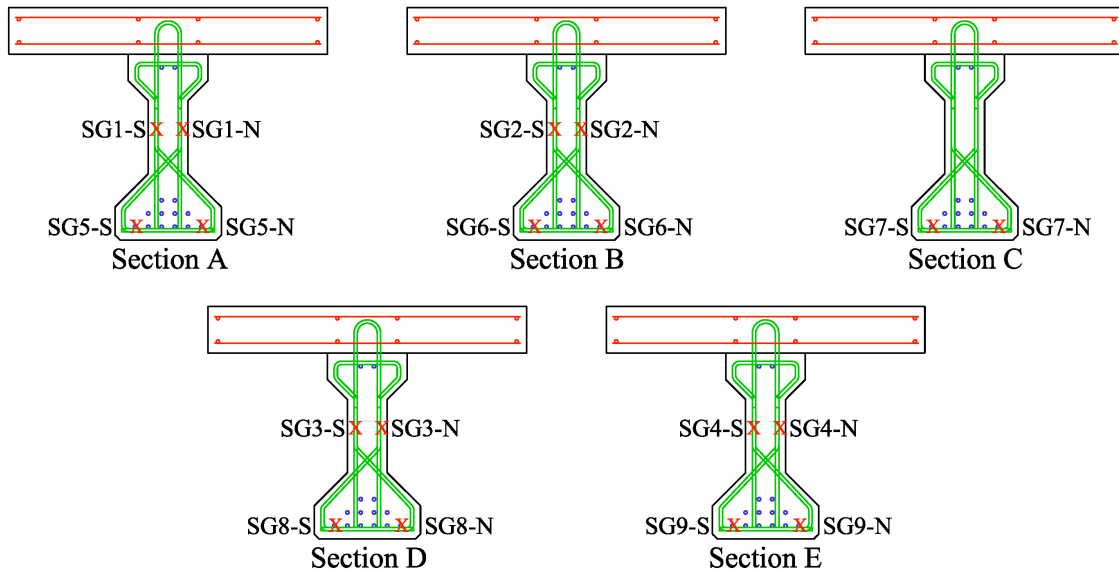 SG1-S X X SG1-N
SG5-S X X SG5-N
Section A
SG2-S X X SG2-N
SG6-S X X SG6-N
Section B
SG7-S X X SG7-N
Section C
SG3-S X X SG3-N
SG8-S X X SG8-N
Section D
SG4-S X X SG4-N
SG9-S X X SG9-N
Section E